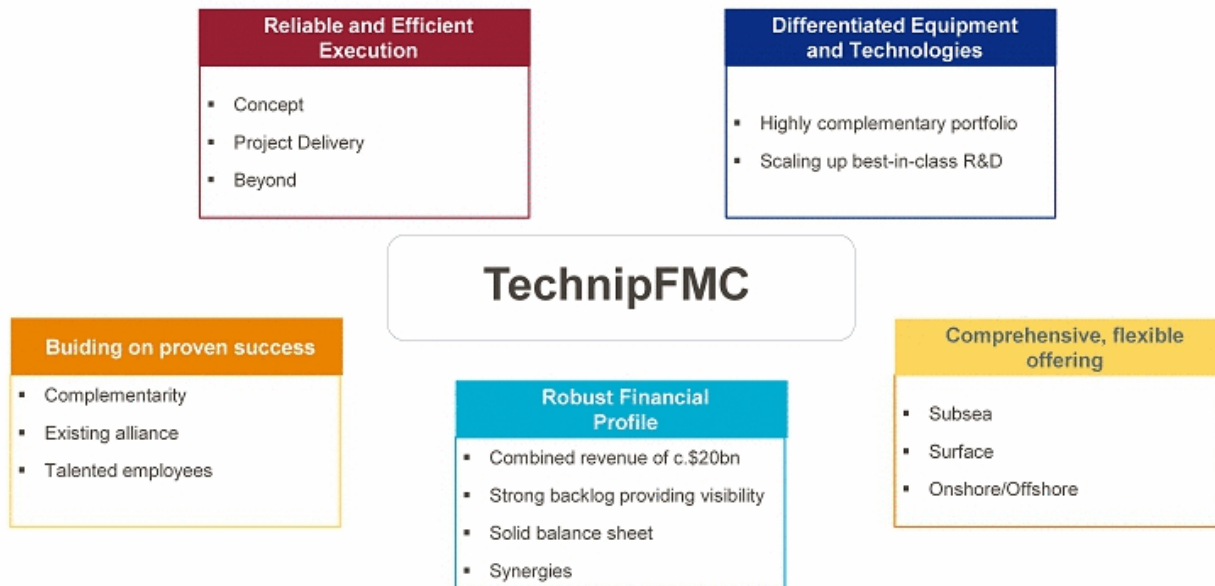 Reliable and Efficient
Execution
▪ Concept
▪ Project Delivery
▪ Beyond
Differentiated Equipment
and Technologies
▪ Highly complementary portfolio
▪ Scaling up best-in-class R&D
TechnipFMC
Buiding on proven success
▪ Complementarity
▪ Existing alliance
▪ Talented employees
Robust Financial
Profile
▪ Combined revenue of c.$20bn
▪ Strong backlog providing visibility
▪ Solid balance sheet
▪ Synergies
Comprehensive, flexible
offering
▪ Subsea
▪ Surface
▪ Onshore/Offshore